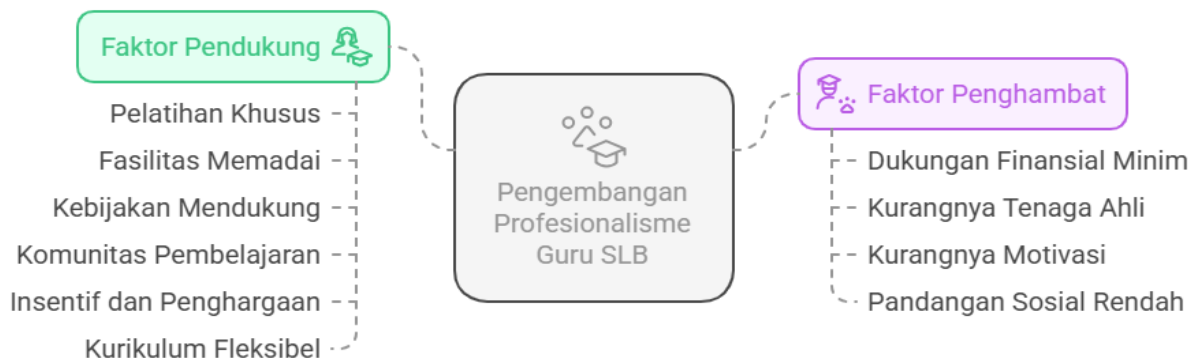 Faktor Pendukung
Pelatihan Khusus
Fasilitas Memadai
Kebijakan Mendukung
Komunitas Pembelajaran
Insentif dan Penghargaan
Kurikulum Fleksibel
Pengembangan
Profesionalisme
Guru SLB
Faktor Penghambat
Dukungan Finansial Minim
Kurangnya Tenaga Ahli
Kurangnya Motivasi
Pandangan Sosial Rendah